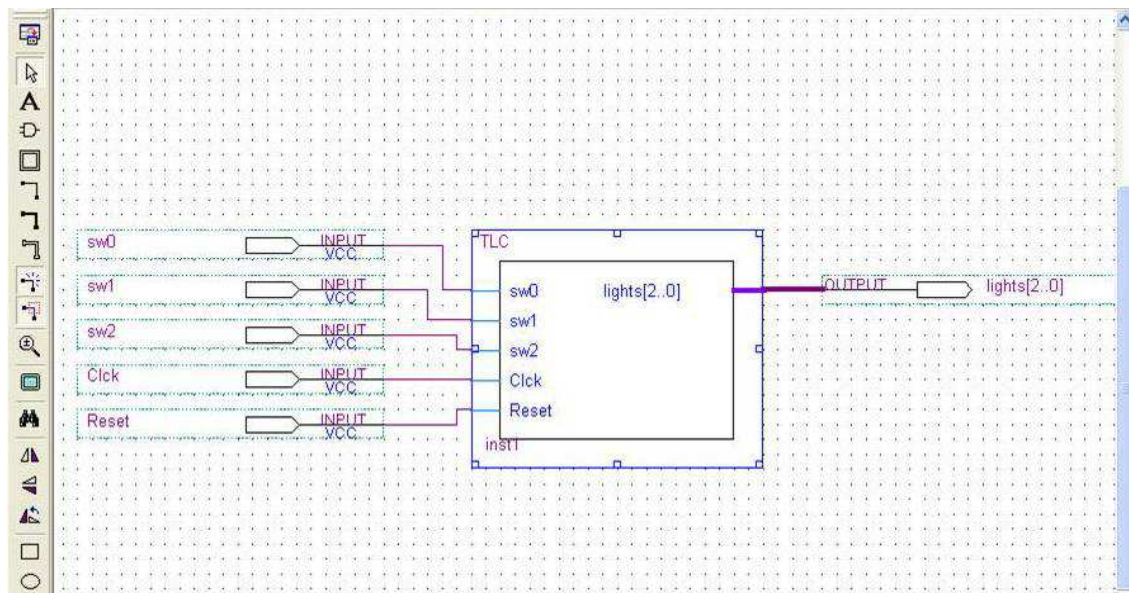 sw0 INPUT
VCC
sw1 INPUT
VCC
sw2 INPUT
VCC
Clck INPUT
VCC
Reset INPUT
VCC
TLC
sw0 lights[2..0]
sw1
sw2
Clck
Reset
inst1
OUTPUT lights[2..0]
A